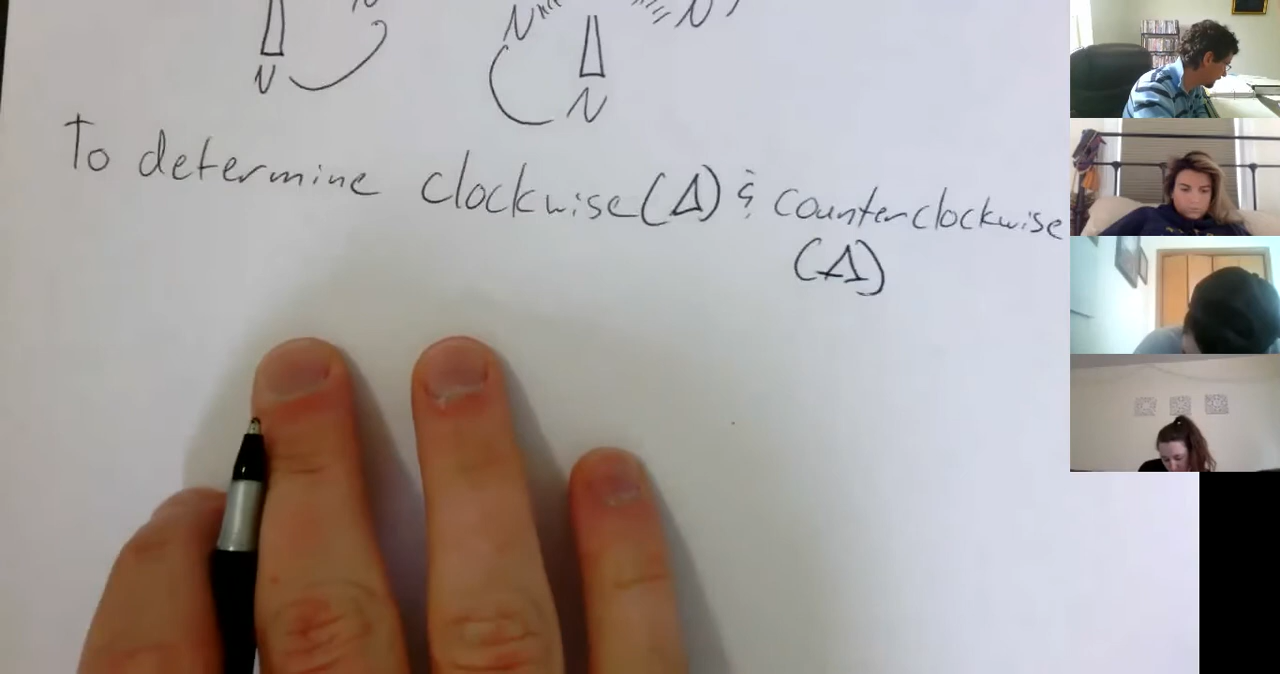 N N
N N
To determine clockwise (Δ) & counterclockwise
(Δ)